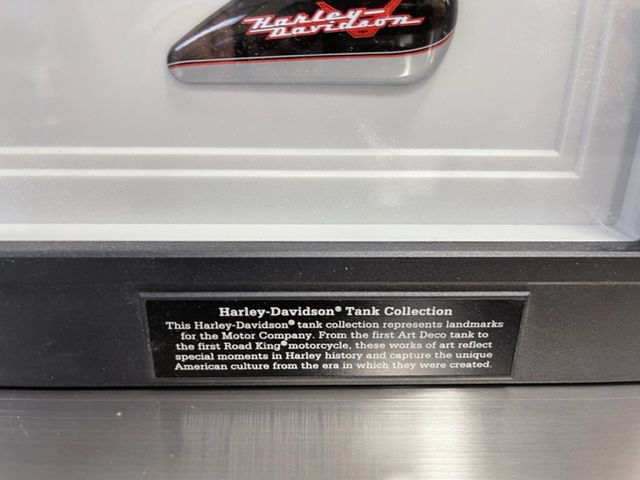 Harley-
Davidson
Harley-Davidson® Tank Collection
This Harley-Davidson® tank collection represents landmarks
for the Motor Company. From the first Art Deco tank to
the first Road King® motorcycle, these works of art reflect
special moments in Harley history and capture the unique
American culture from the era in which they were created.